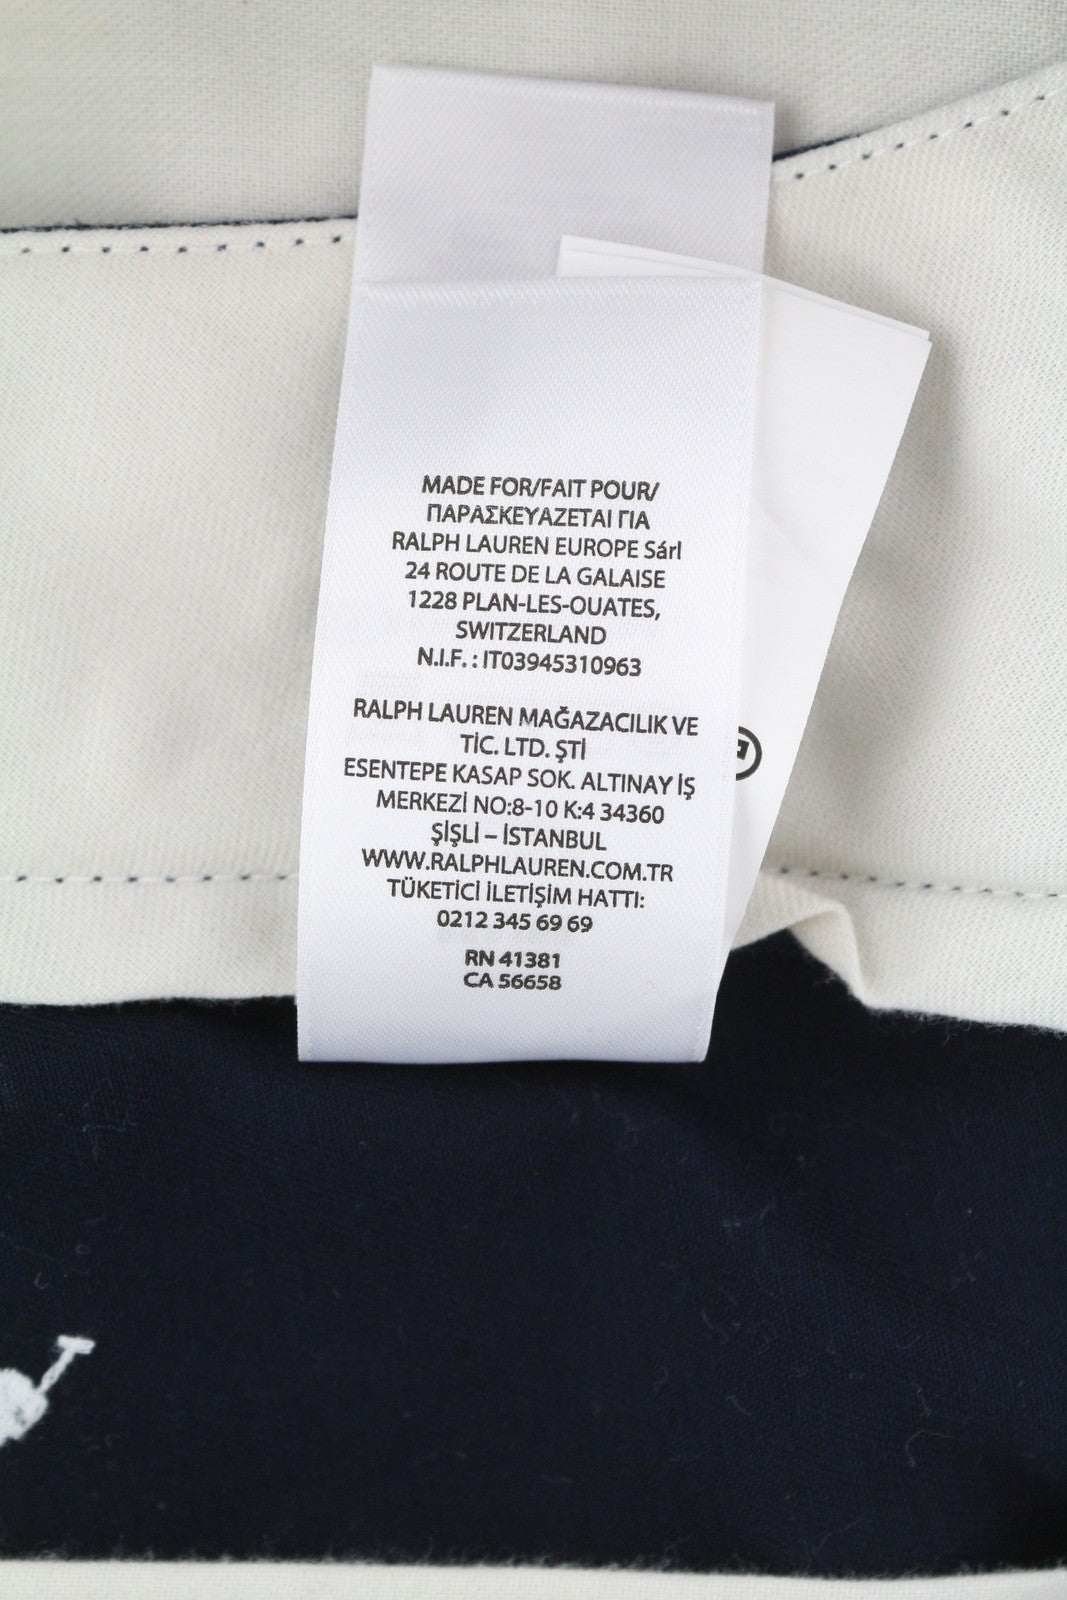 MADE FOR/FAIT POUR/
ΠΑΡΑΣΚΕΥΑΖΕΤΑΙ ΓΙΑ
RALPH LAUREN EUROPE Sárl
24 ROUTE DE LA GALAISE
1228 PLAN-LES-OUATES,
SWITZERLAND
N.I.F. : IT03945310963
RALPH LAUREN MAĞAZACILIK VE
TİC. LTD. ŞTİ
ESENTEPE KASAP SOK. ALTINAY İŞ
MERKEZİ NO:8-10 K:4 34360
ŞİŞLİ – İSTANBUL
WWW.RALPHLAUREN.COM.TR
TÜKETİCİ İLETİŞİM HATTI:
0212 345 69 69
RN 41381
CA 56658